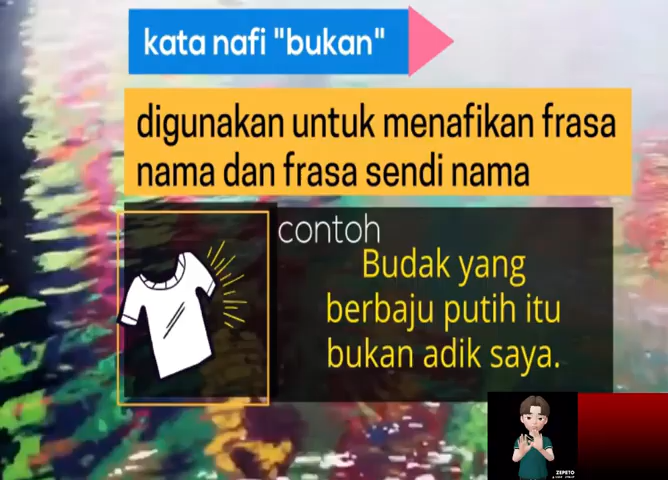 kata nafi "bukan"
digunakan untuk menafikan frasa
nama dan frasa sendi nama
contoh
Budak yang
berbaju putih itu
bukan adik saya.
ZEPETO